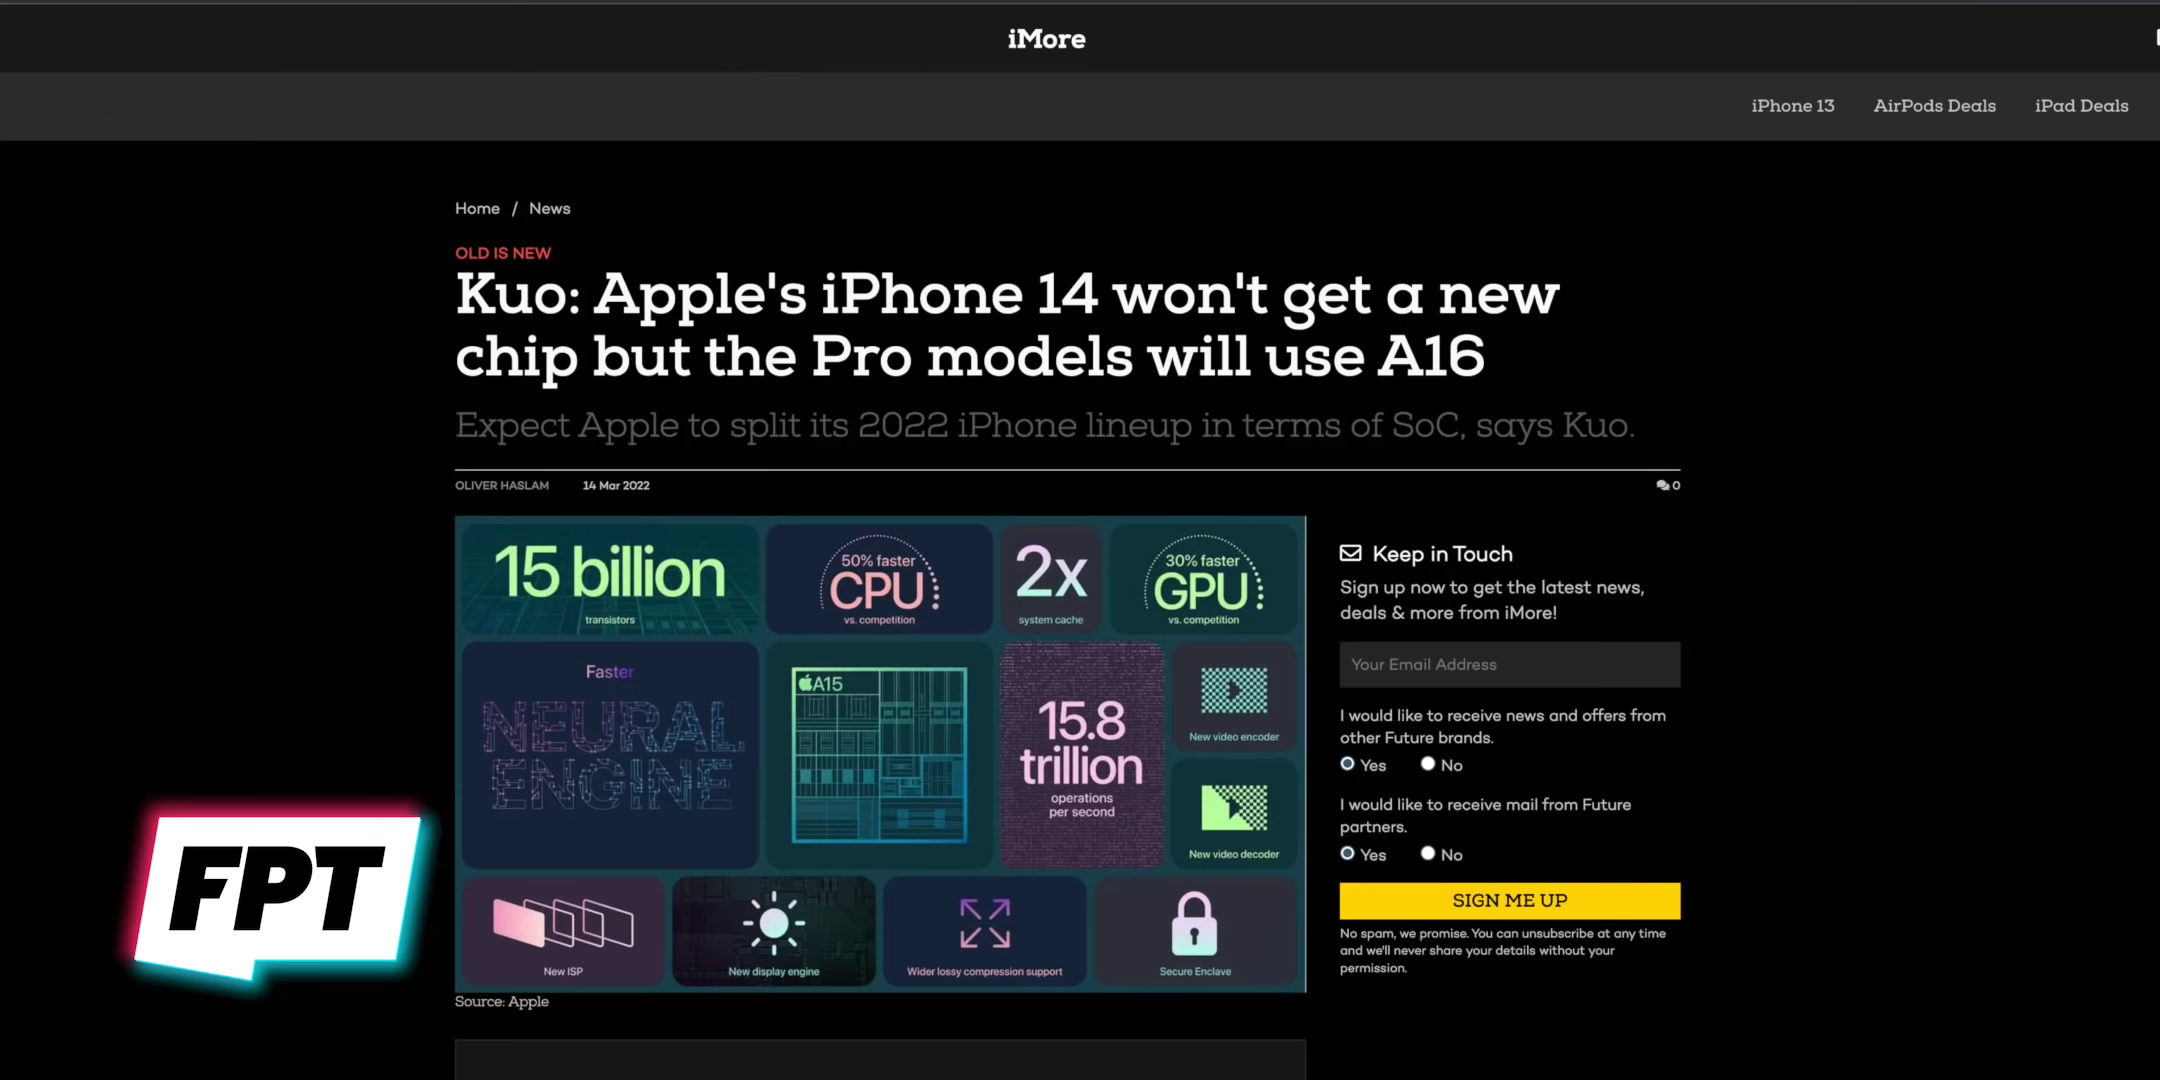 iMore
iPhone 13 AirPods Deals iPad Deals
Home / News
OLD IS NEW
Kuo: Apple's iPhone 14 won't get a new
chip but the Pro models will use A16
Expect Apple to split its 2022 iPhone lineup in terms of SoC, says Kuo.
OLIVER HASLAM 14 Mar 2022 0
15 billion
transistors
50% faster
CPU
vs. competition
2x
system cache
30% faster
GPU
vs. competition
Faster
NEURAL
ENGINE
A15
15.8
trillion
operations
per second
New video encoder
New video decoder
New ISP
New display engine
Wider lossy compression support
Secure Enclave
Source: Apple
Keep in Touch
Sign up now to get the latest news,
deals & more from iMore!
Your Email Address
I would like to receive news and offers from
other Future brands.
Yes No
I would like to receive mail from Future
partners.
Yes No
SIGN ME UP
No spam, we promise. You can unsubscribe at any time
and we'll never share your details without your
permission.
FPT